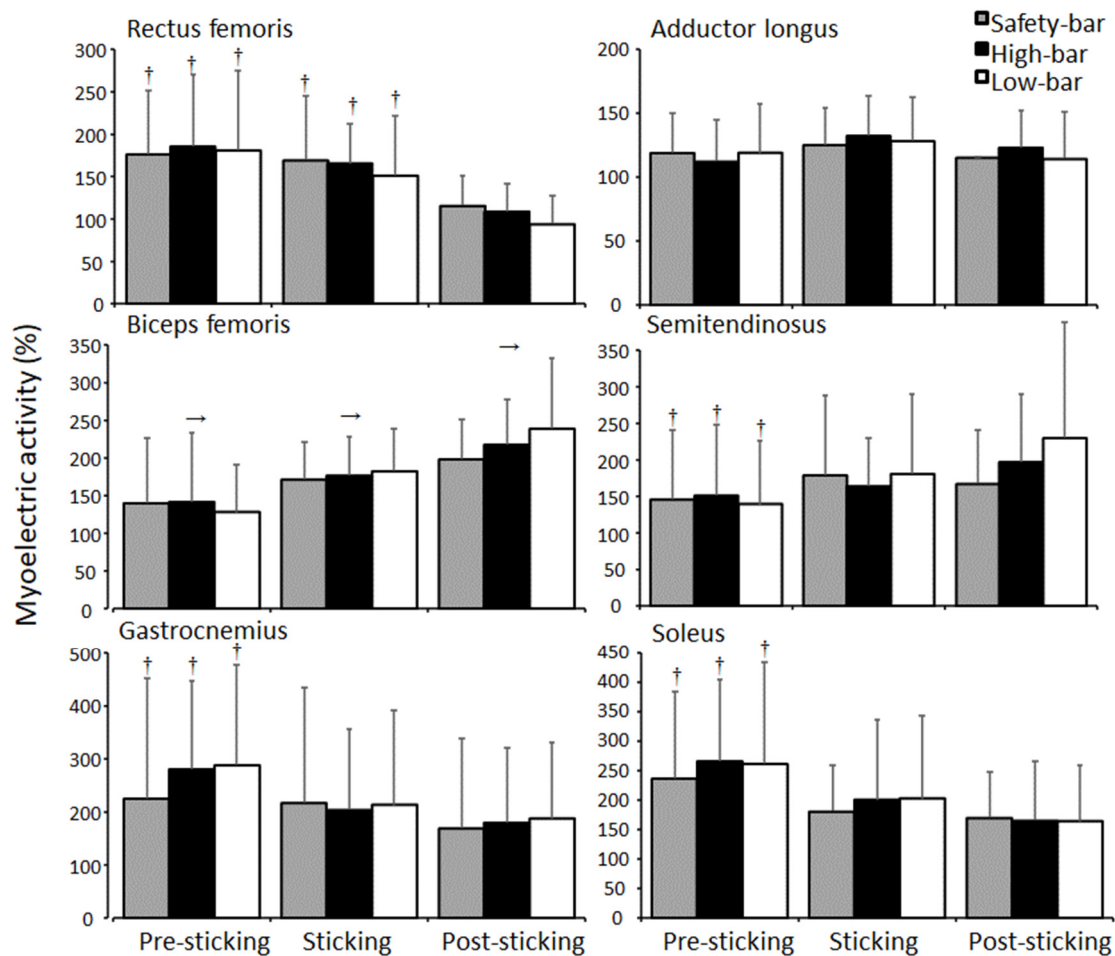 Rectus femoris
Adductor longus
Safety-bar
High-bar
Low-bar
300
250
200
150
100
50
0
† † † † † †
200
150
100
50
0
Myoelectric activity (%)
Biceps femoris
Semitendinosus
350
300
250
200
150
100
50
0
→ → →
350
300
250
200
150
100
50
0
† † †
Gastrocnemius
Soleus
500
400
300
200
100
0
† † †
450
400
350
300
250
200
150
100
50
0
† † †
Pre-sticking Sticking Post-sticking
Pre-sticking Sticking Post-sticking